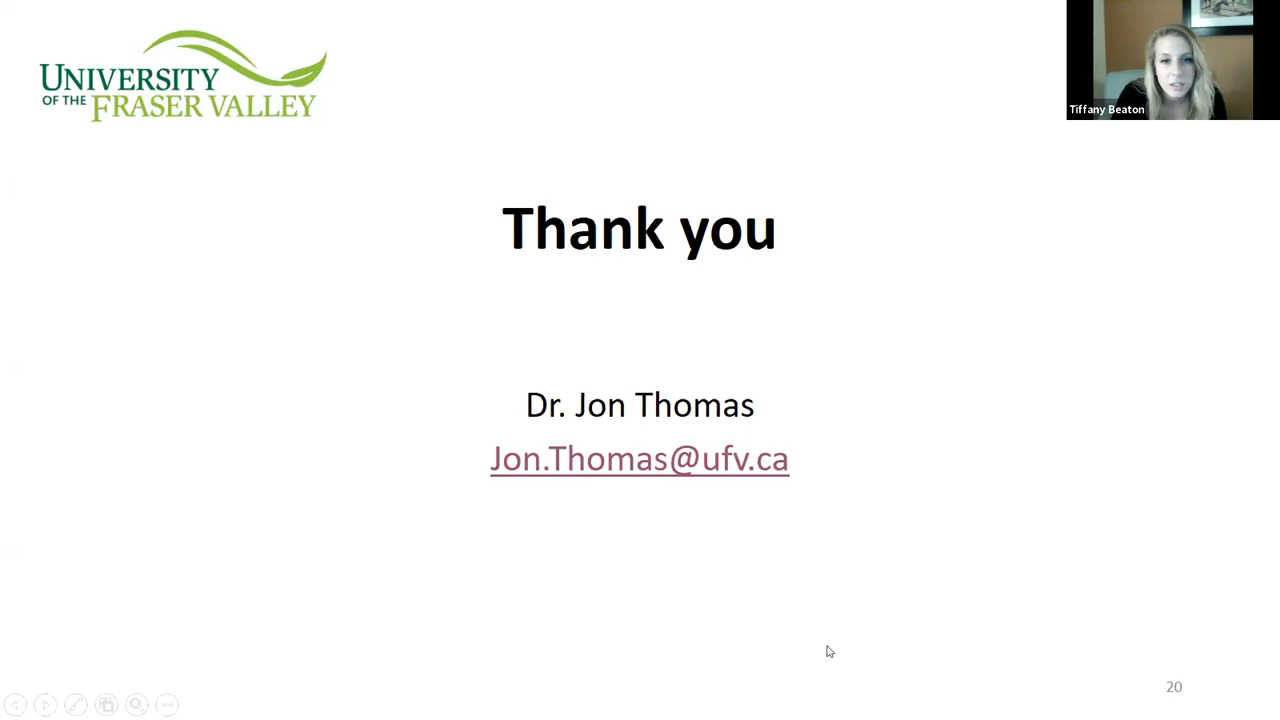 UNIVERSITY
OF THE FRASER VALLEY
Tiffany Beaton
Thank you
Dr. Jon Thomas
Jon.Thomas@ufv.ca
20